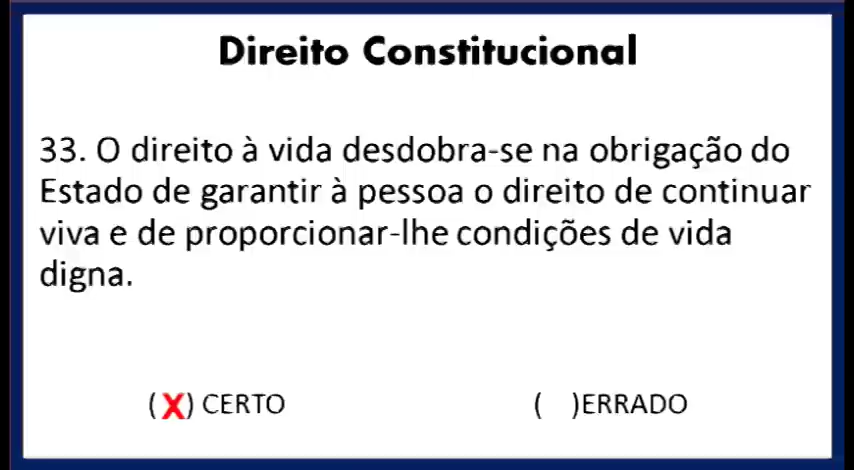 Direito Constitucional
33. O direito à vida desdobra-se na obrigação do
Estado de garantir à pessoa o direito de continuar
viva e de proporcionar-lhe condições de vida
digna.
(X) CERTO ( )ERRADO